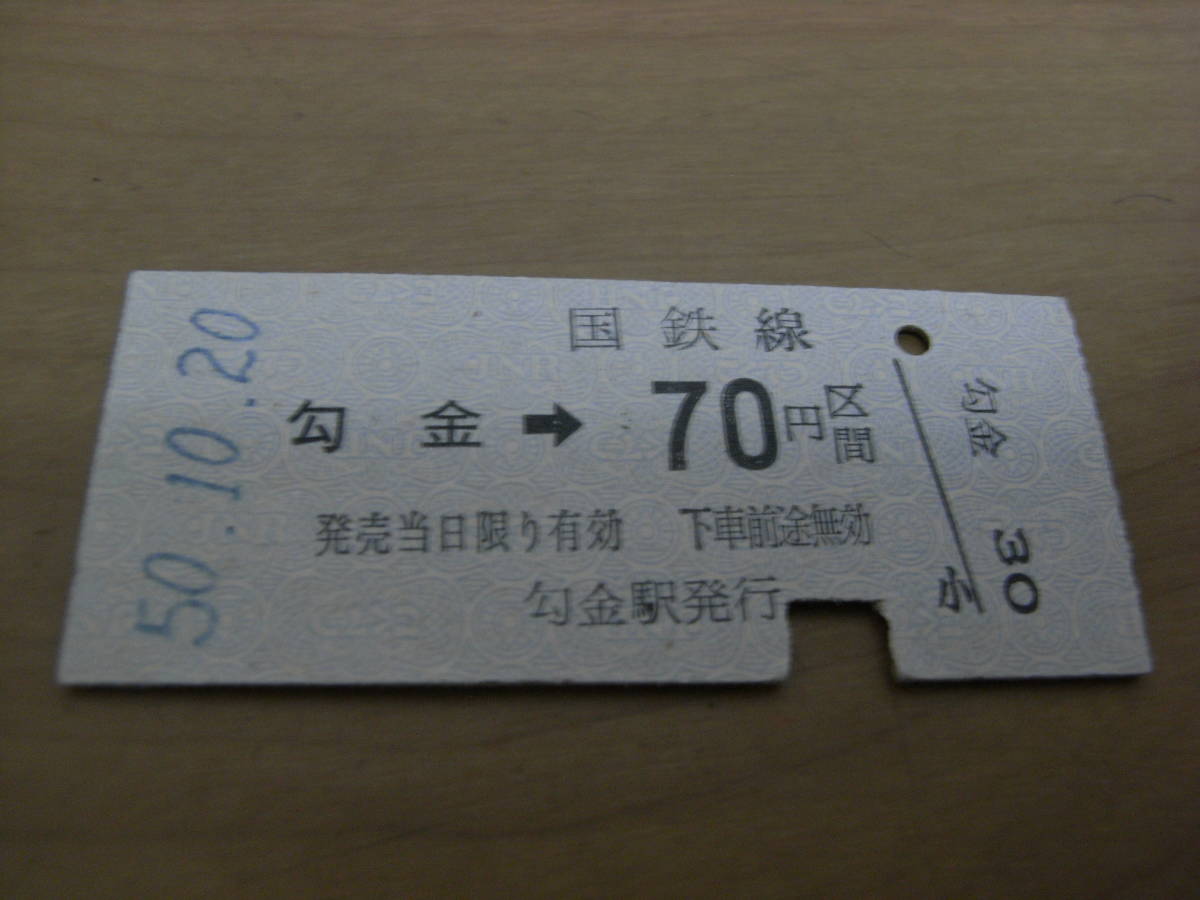 50.10.20
国鉄線
勾金➡70円区間
発売当日限り有効 下車前途無効
勾金駅発行
勾金 30
小